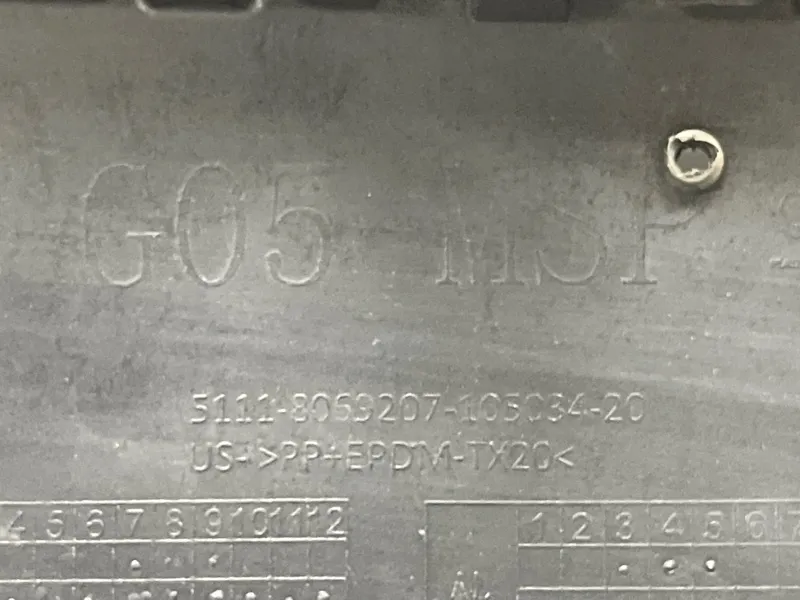 G05 MSP
5111-8069207-105034-20
US- >PP+EPDM-TX20<
4 5 6 7 8 9 10 11 12
1 2 3 4 5 6 7